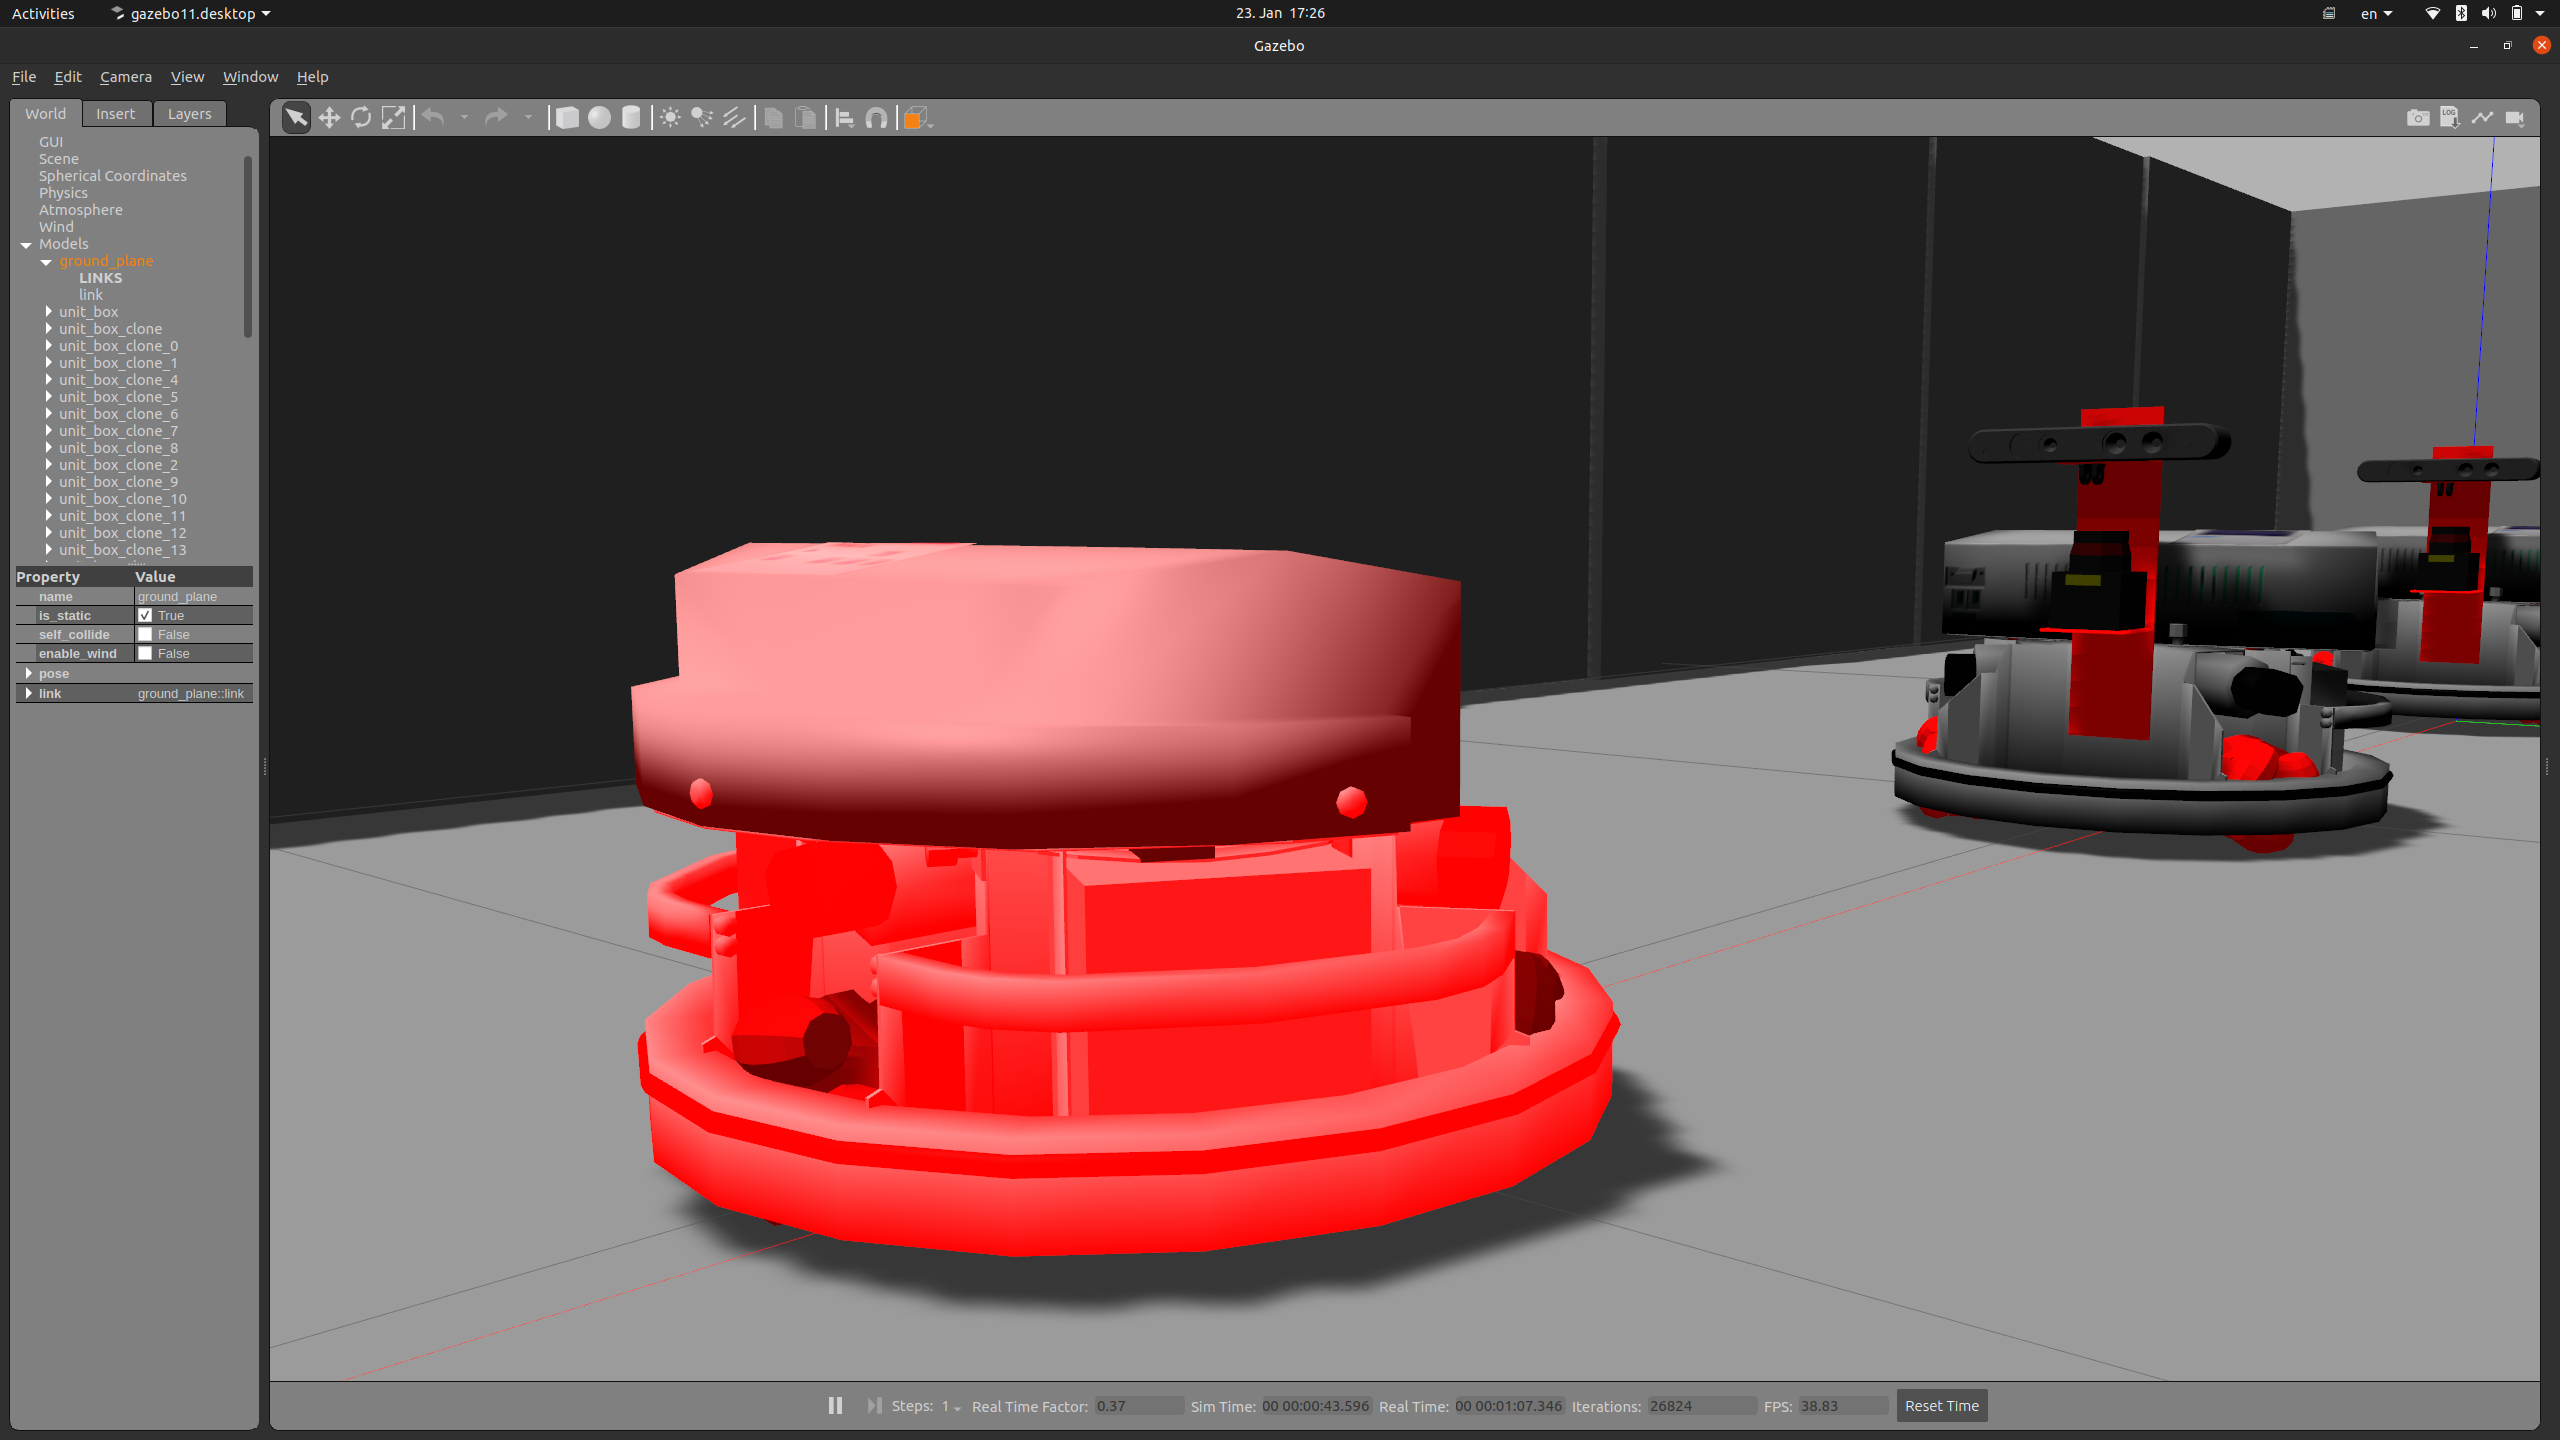 Activities
gazebo11.desktop
23. Jan 17:26
en
Gazebo
File Edit Camera View Window Help
World Insert Layers
LOG
GUI
Scene
Spherical Coordinates
Physics
Atmosphere
Wind
Models
ground_plane
LINKS
link
unit_box
unit_box_clone
unit_box_clone_0
unit_box_clone_1
unit_box_clone_4
unit_box_clone_5
unit_box_clone_6
unit_box_clone_7
unit_box_clone_8
unit_box_clone_2
unit_box_clone_9
unit_box_clone_10
unit_box_clone_11
unit_box_clone_12
unit_box_clone_13
Property Value
name ground_plane
is_static True
self_collide False
enable_wind False
pose
link ground_plane::link
Steps: 1 Real Time Factor: 0.37 Sim Time: 00 00:00:43.596 Real Time: 00 00:01:07.346 Iterations: 26824 FPS: 38.83 Reset Time